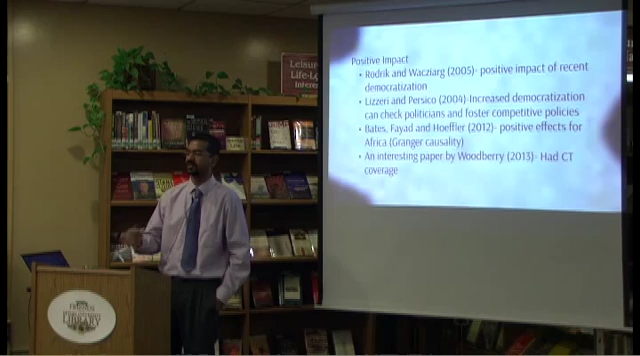 Positive Impact
• Rodrik and Wacziarg (2005)- positive impact of recent
democratization
• Lizzeri and Persico (2004)-Increased democratization
can check politicians and foster competitive policies
• Bates, Fayad and Hoeffler (2012)- positive effects for
Africa (Granger causality)
• An interesting paper by Woodberry (2013)- Had CT
coverage
Leisure
FRIENDS
LIBRARY